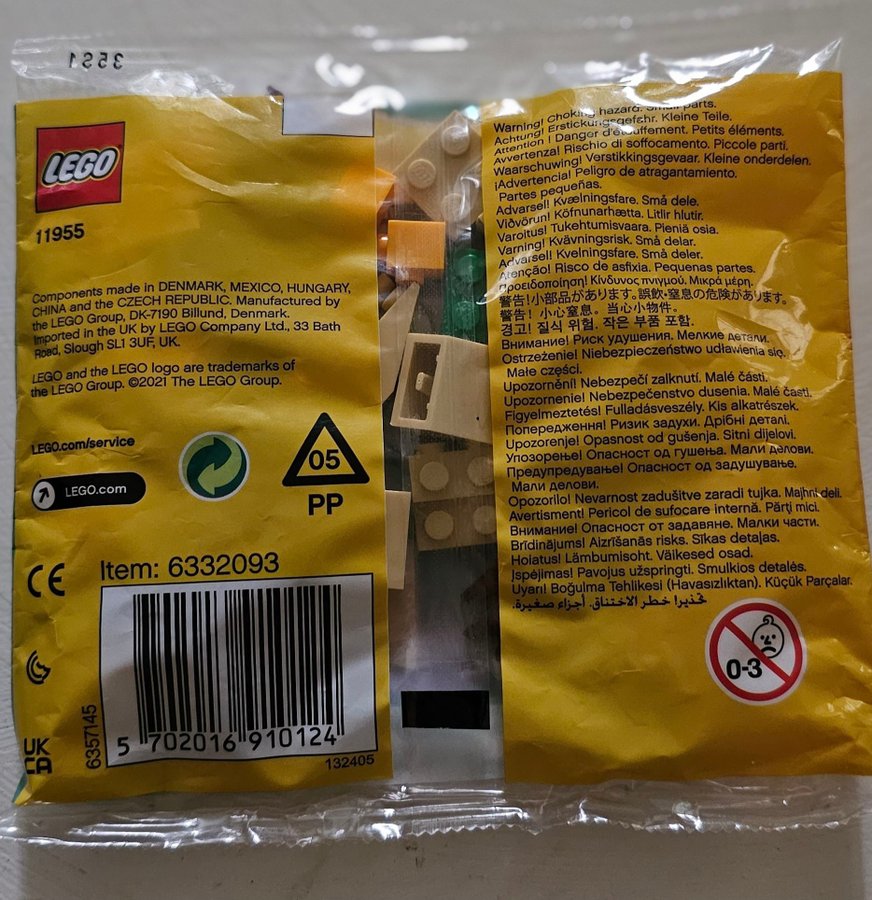 35S1
LEGO
11955
Components made in DENMARK, MEXICO, HUNGARY,
CHINA and the CZECH REPUBLIC. Manufactured by
the LEGO Group, DK-7190 Billund, Denmark.
Imported in the UK by LEGO Company Ltd., 33 Bath
Road, Slough SL1 3UF, UK.
LEGO and the LEGO logo are trademarks of
the LEGO Group. ©2021 The LEGO Group.
LEGO.com/service
LEGO.com
05
PP
CE
Item: 6332093
5 702016 910124
6357145
132405
UK
CA
Warning! Choking hazard. Small parts.
Achtung! Erstickungsgefahr. Kleine Teile.
Attention ! Danger d'étouffement. Petits éléments.
Avvertenza! Rischio di soffocamento. Piccole parti.
Waarschuwing! Verstikkingsgevaar. Kleine onderdelen.
¡Advertencia! Peligro de atragantamiento.
Partes pequeñas.
Advarsel! Kvælningsfare. Små dele.
Viðvörun! Köfnunarhætta. Litlir hlutir.
Varoitus! Tukehtumisvaara. Pieniä osia.
Varning! Kvävningsrisk. Små delar.
Advarsel! Kvelningsfare. Små deler.
Atenção! Risco de asfixia. Pequenas partes.
Προειδοποίηση! Κίνδυνος πνιγμού. Μικρά μέρη.
警告!小部品があります。誤飲・窒息の危険があります。
警告! 小心窒息。当心小物件。
경고! 질식 위험. 작은 부품 포함.
Внимание! Риск удушения. Мелкие детали.
Ostrzeżenie! Niebezpieczeństwo udławienia się.
Małe części.
Upozornění! Nebezpečí zalknutí. Malé části.
Upozornenie! Nebezpečenstvo dusenia. Malé časti.
Figyelmeztetés! Fulladásveszély. Kis alkatrészek.
Попередження! Ризик задухи. Дрібні деталі.
Upozorenje! Opasnost od gušenja. Sitni dijelovi.
Упозорење! Опасност од гушења. Мали делови.
Предупредување! Опасност од задушување.
Мали делови.
Opozorilo! Nevarnost zadušitve zaradi tujka. Majhni deli.
Avertisment! Pericol de sufocare internă. Părți mici.
Внимание! Опасност от задавяне. Малки части.
Brīdinājums! Aizrīšanās risks. Sīkas detaļas.
Hoiatus! Lämbumisoht. Väikesed osad.
Įspėjimas! Pavojus užspringti. Smulkios detalės.
Uyarı! Boğulma Tehlikesi (Havasızlıktan). Küçük Parçalar.
تحذير! خطر الاختناق. أجزاء صغيرة.
0-3